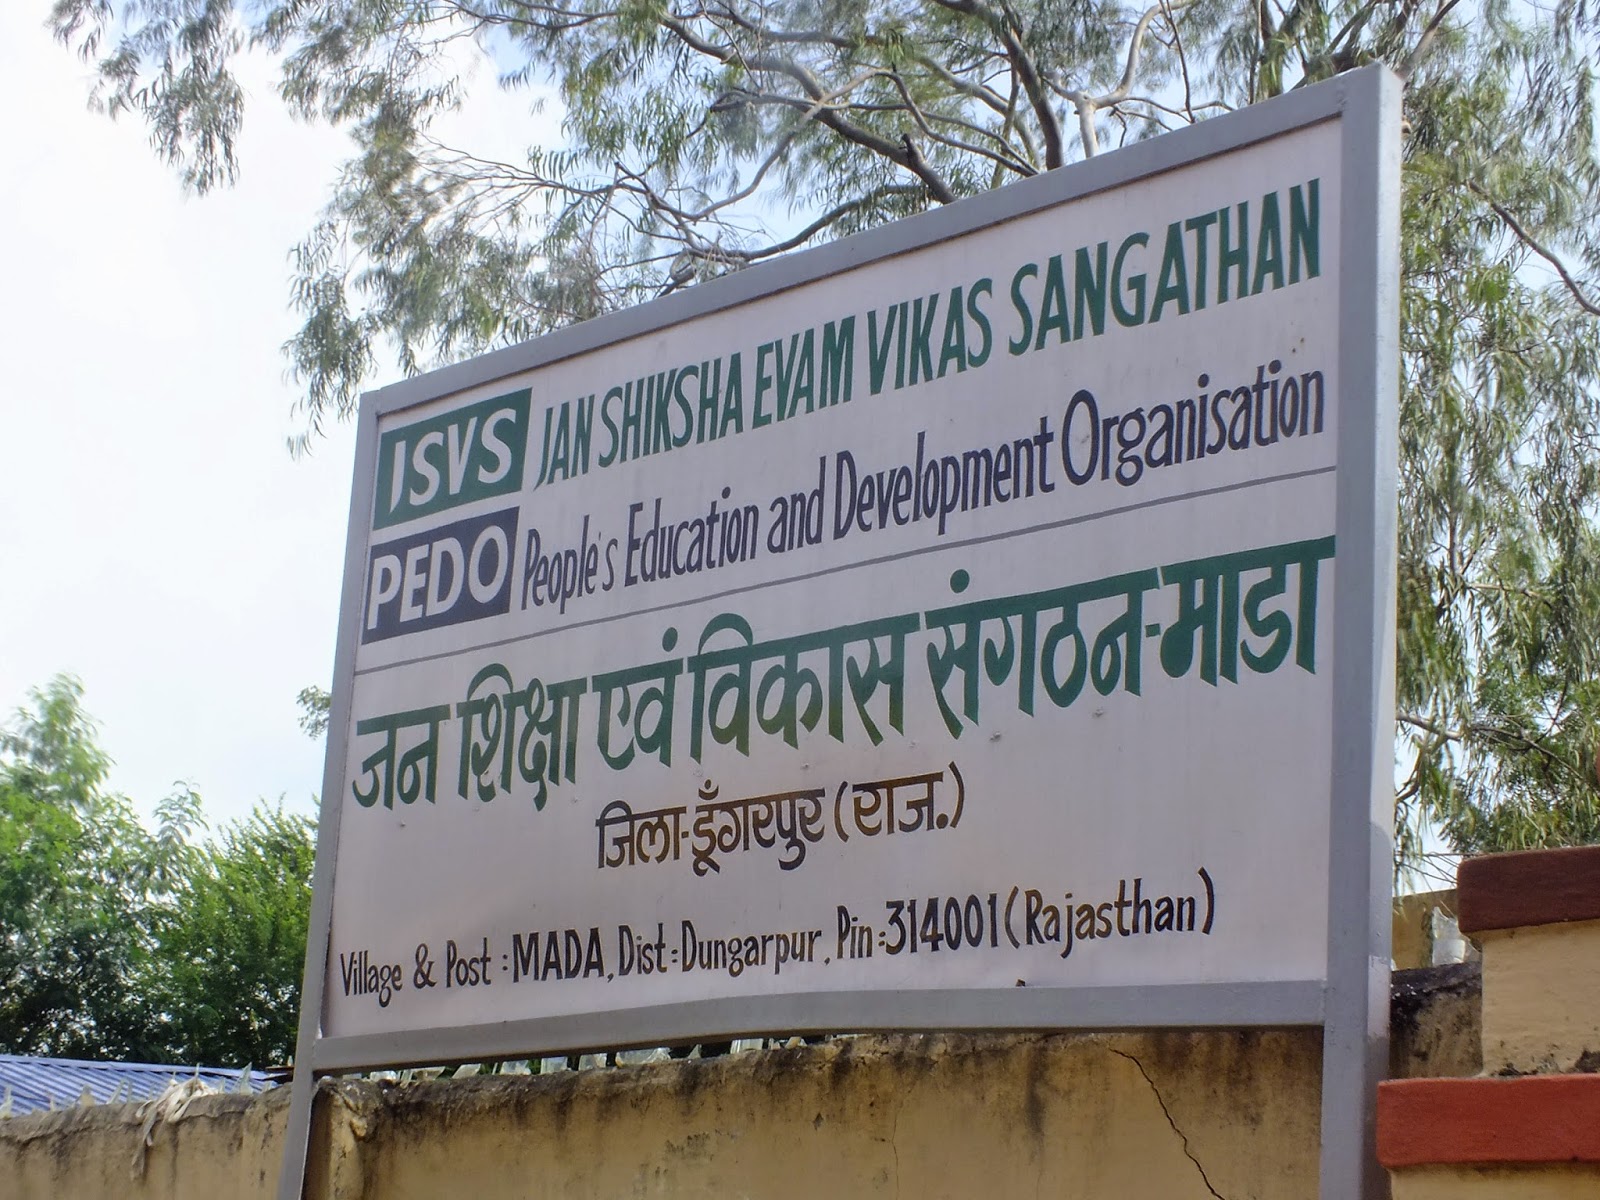 JSVS JAN SHIKSHA EVAM VIKAS SANGATHAN
PEDO People's Education and Development Organisation
जन शिक्षा एवं विकास संगठन-माडा
जिला-डूँगरपुर (राज.)
Village & Post : MADA, Dist:Dungarpur, Pin:314001 (Rajasthan)